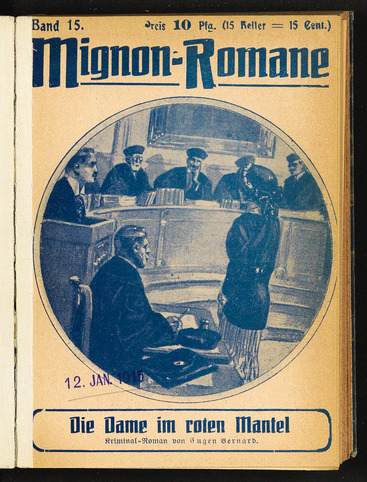 Band 15.
Preis 10 Pfg. (15 Heller = 15 Cent.)
Mignon-Romane
12. JAN. 1915
Die Dame im roten Mantel
Kriminal-Roman von Eugen Bernard.